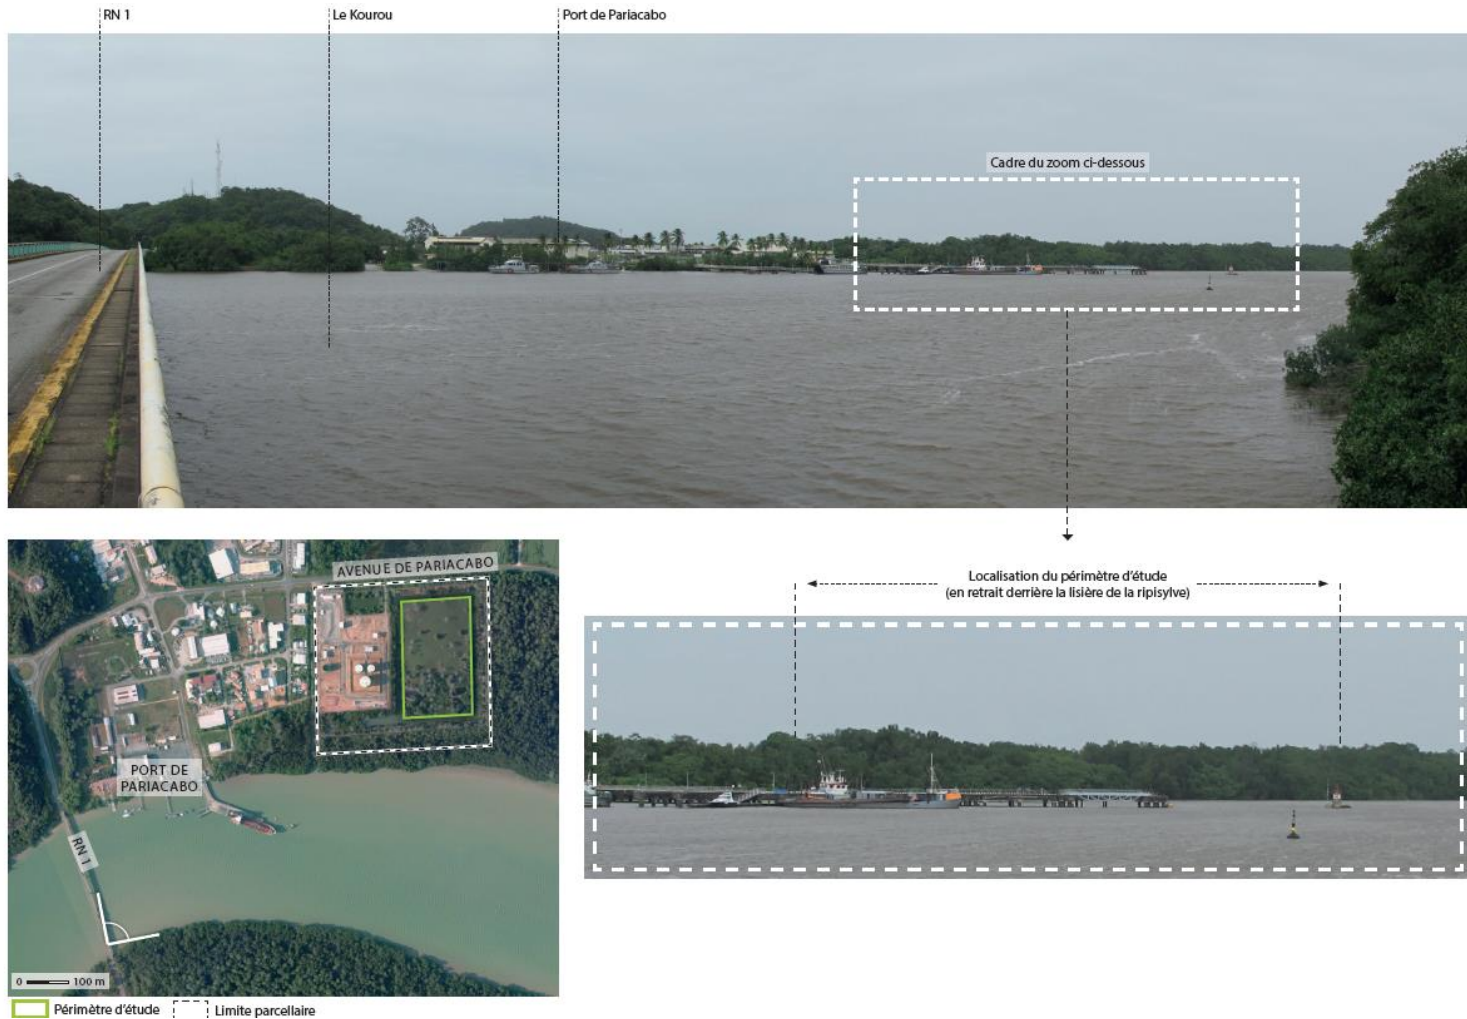 RN 1
Le Kourou
Port de Pariacabo
Cadre du zoom ci-dessous
AVENUE DE PARIACABO
PORT DE
PARIACABO
RN 1
0 100 m
Périmètre d'étude
Limite parcellaire
Localisation du périmètre d'étude
(en retrait derrière la lisière de la ripisylve)